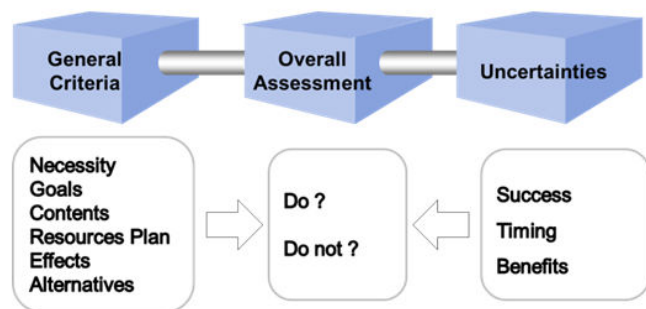 General
Criteria
Overall
Assessment
Uncertainties
Necessity
Goals
Contents
Resources Plan
Effects
Alternatives
Do ?
Do not ?
Success
Timing
Benefits